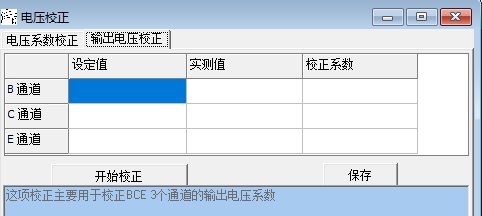 电压校正
电压系数校正 输出电压校正
设定值 实测值 校正系数
B通道
C通道
E通道
开始校正 保存
这项校正主要用于校正BCE 3个通道的输出电压系数